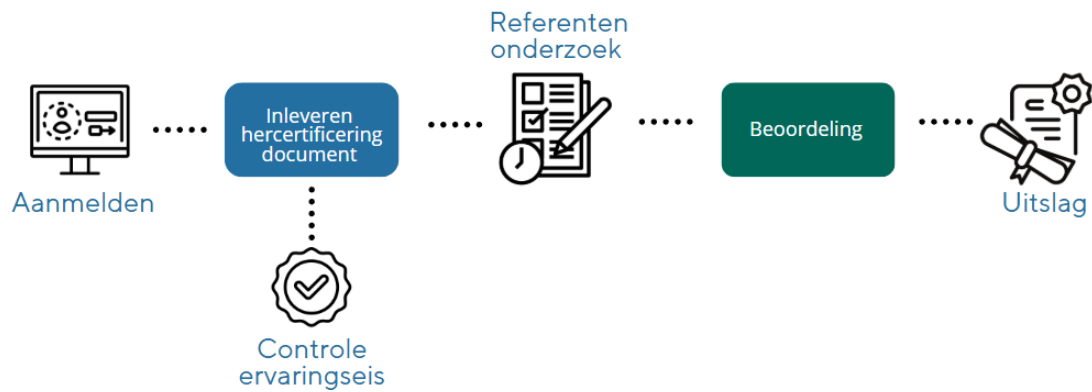 Referenten
onderzoek
Inleveren
hercertificering
document
Beoordeling
Aanmelden
Uitslag
Controle
ervaringseis